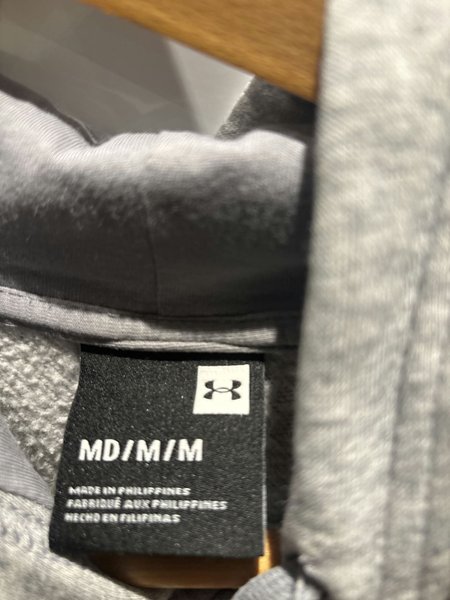 MD/M/M
MADE IN PHILIPPINES
FABRIQUÉ AUX PHILIPPINES
HECHO EN FILIPINAS